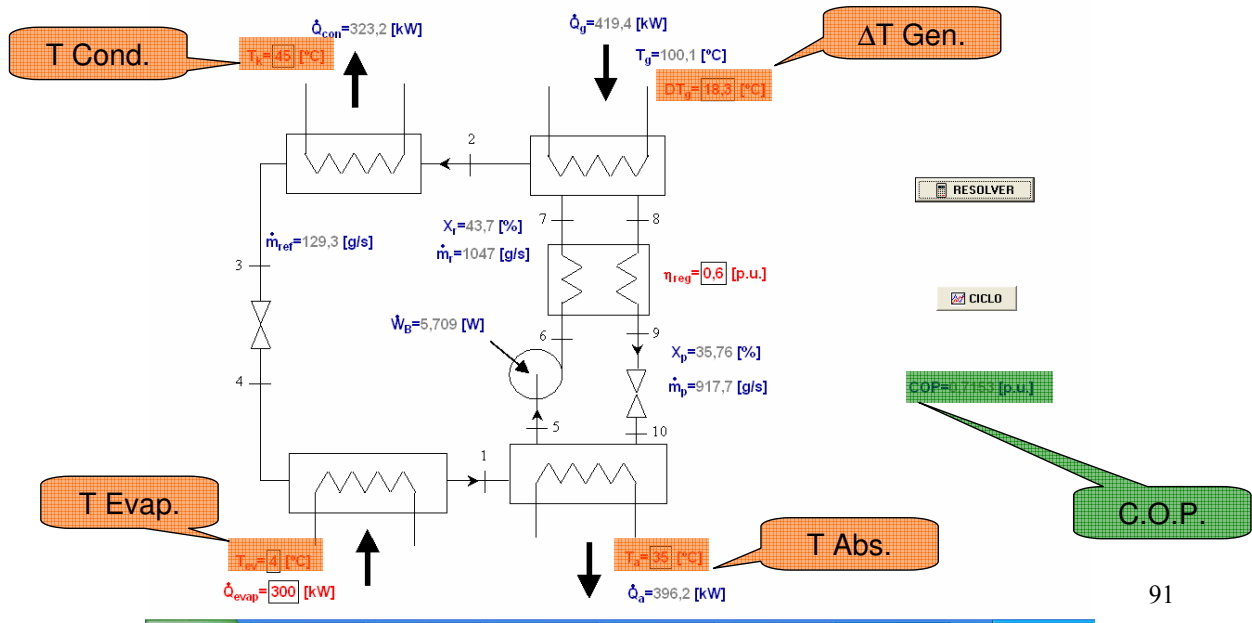 Q̇con=323,2 [kW]
T Cond.
Tk=45 [ºC]
Q̇g=419,4 [kW]
ΔT Gen.
Tg=100,1 [ºC]
DTg=18,3 [ºC]
2
7
8
Xr=43,7 [%]
ṁr=1047 [g/s]
ṁref=129,3 [g/s]
3
ηreg=0,6 [p.u.]
RESOLVER
CICLO
ẆB=5,709 [W]
6
9
Xp=35,76 [%]
ṁp=917,7 [g/s]
4
COP=0,7153 [p.u.]
5
10
1
T Evap.
Tev=4 [ºC]
Q̇evap=300 [kW]
Ta=35 [ºC]
Q̇a=396,2 [kW]
T Abs.
C.O.P.
91